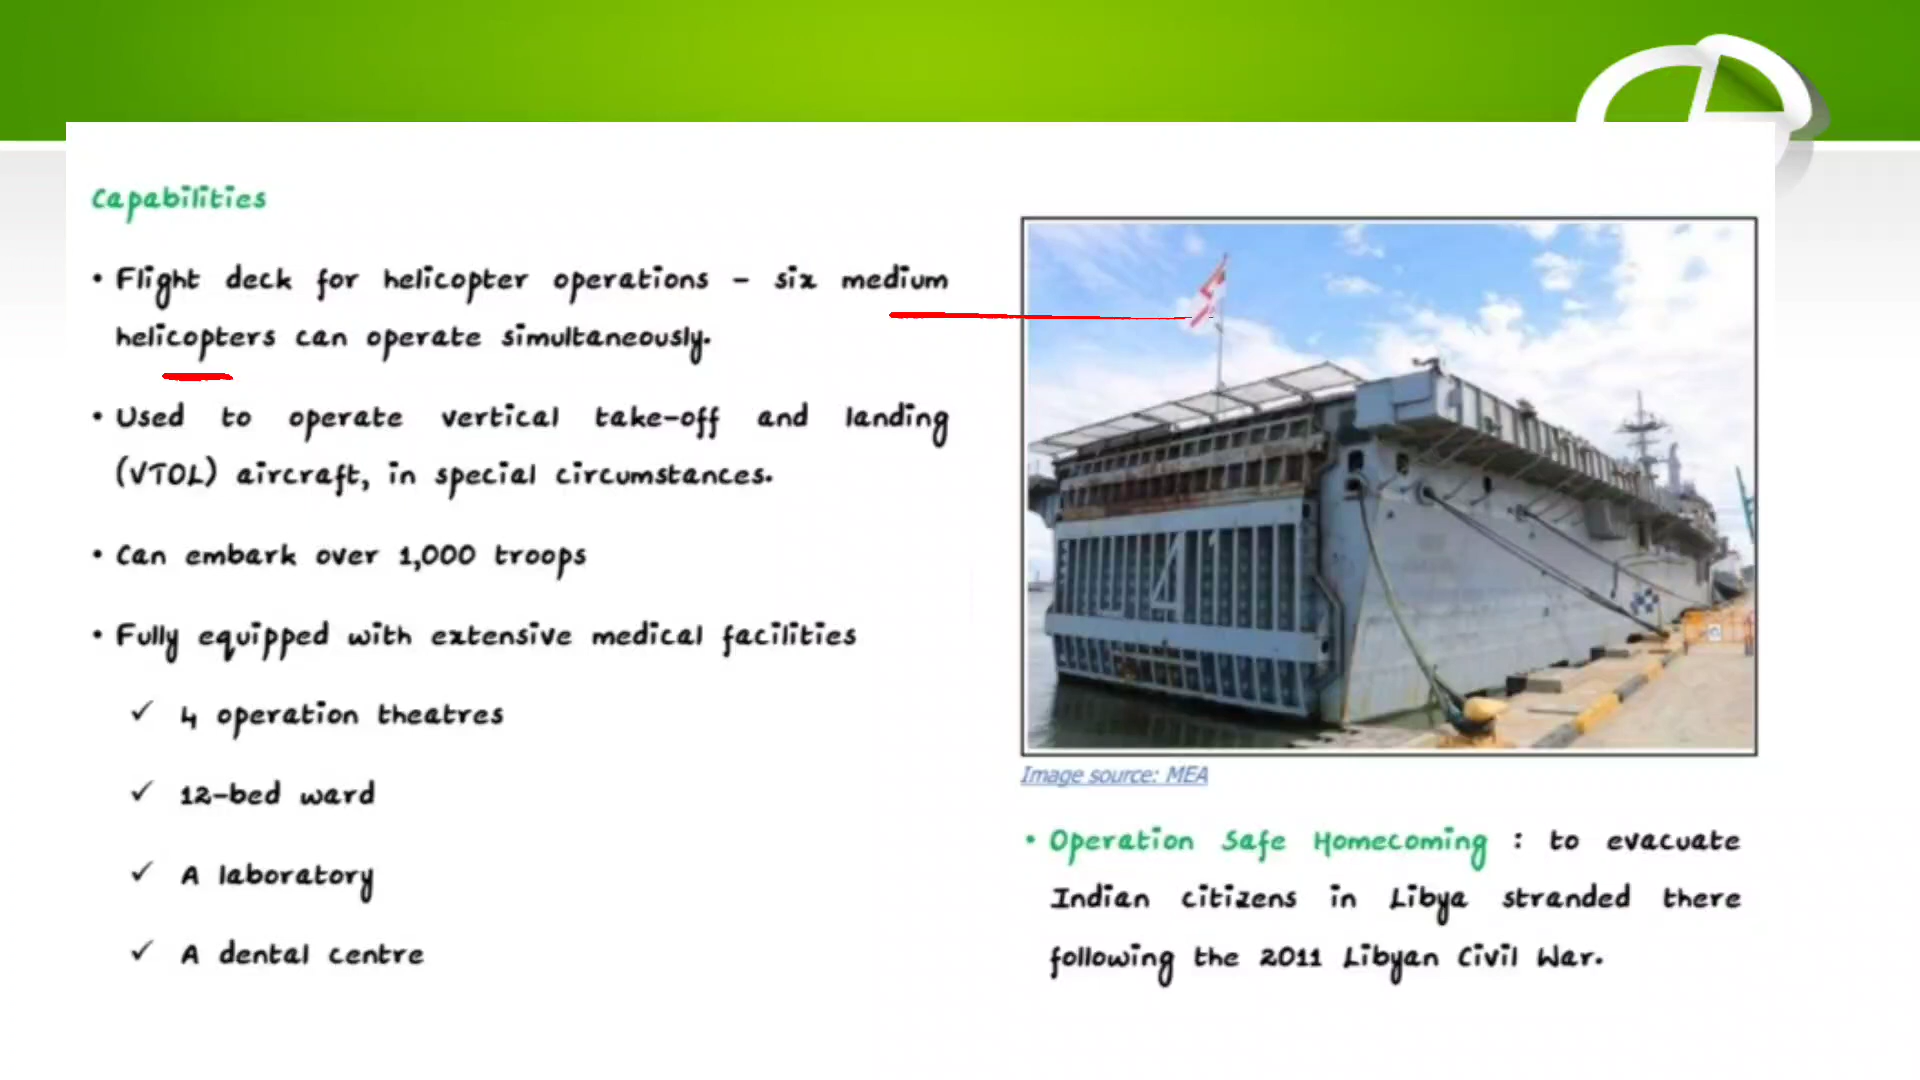 Capabilities
• Flight deck for helicopter operations – six medium
helicopters can operate simultaneously.
• Used to operate vertical take-off and landing
(VTOL) aircraft, in special circumstances.
• Can embark over 1,000 troops
• Fully equipped with extensive medical facilities
✓ 4 operation theatres
✓ 12-bed ward
✓ A laboratory
✓ A dental centre
L41
Image source: MEA
• Operation Safe Homecoming : to evacuate
Indian citizens in Libya stranded there
following the 2011 Libyan Civil War.